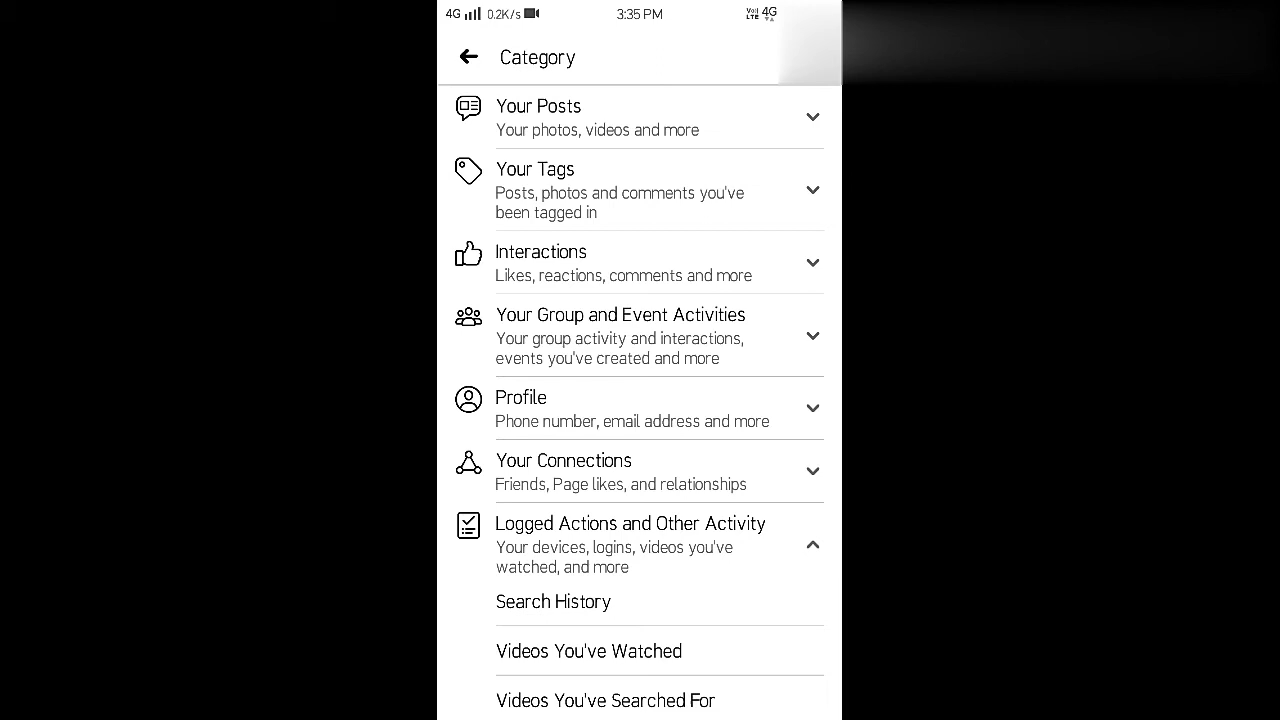 4G 0.2K/s 3:35 PM VoLTE 4G
Category
Your Posts
Your photos, videos and more
Your Tags
Posts, photos and comments you've
been tagged in
Interactions
Likes, reactions, comments and more
Your Group and Event Activities
Your group activity and interactions,
events you've created and more
Profile
Phone number, email address and more
Your Connections
Friends, Page likes, and relationships
Logged Actions and Other Activity
Your devices, logins, videos you've
watched, and more
Search History
Videos You've Watched
Videos You've Searched For